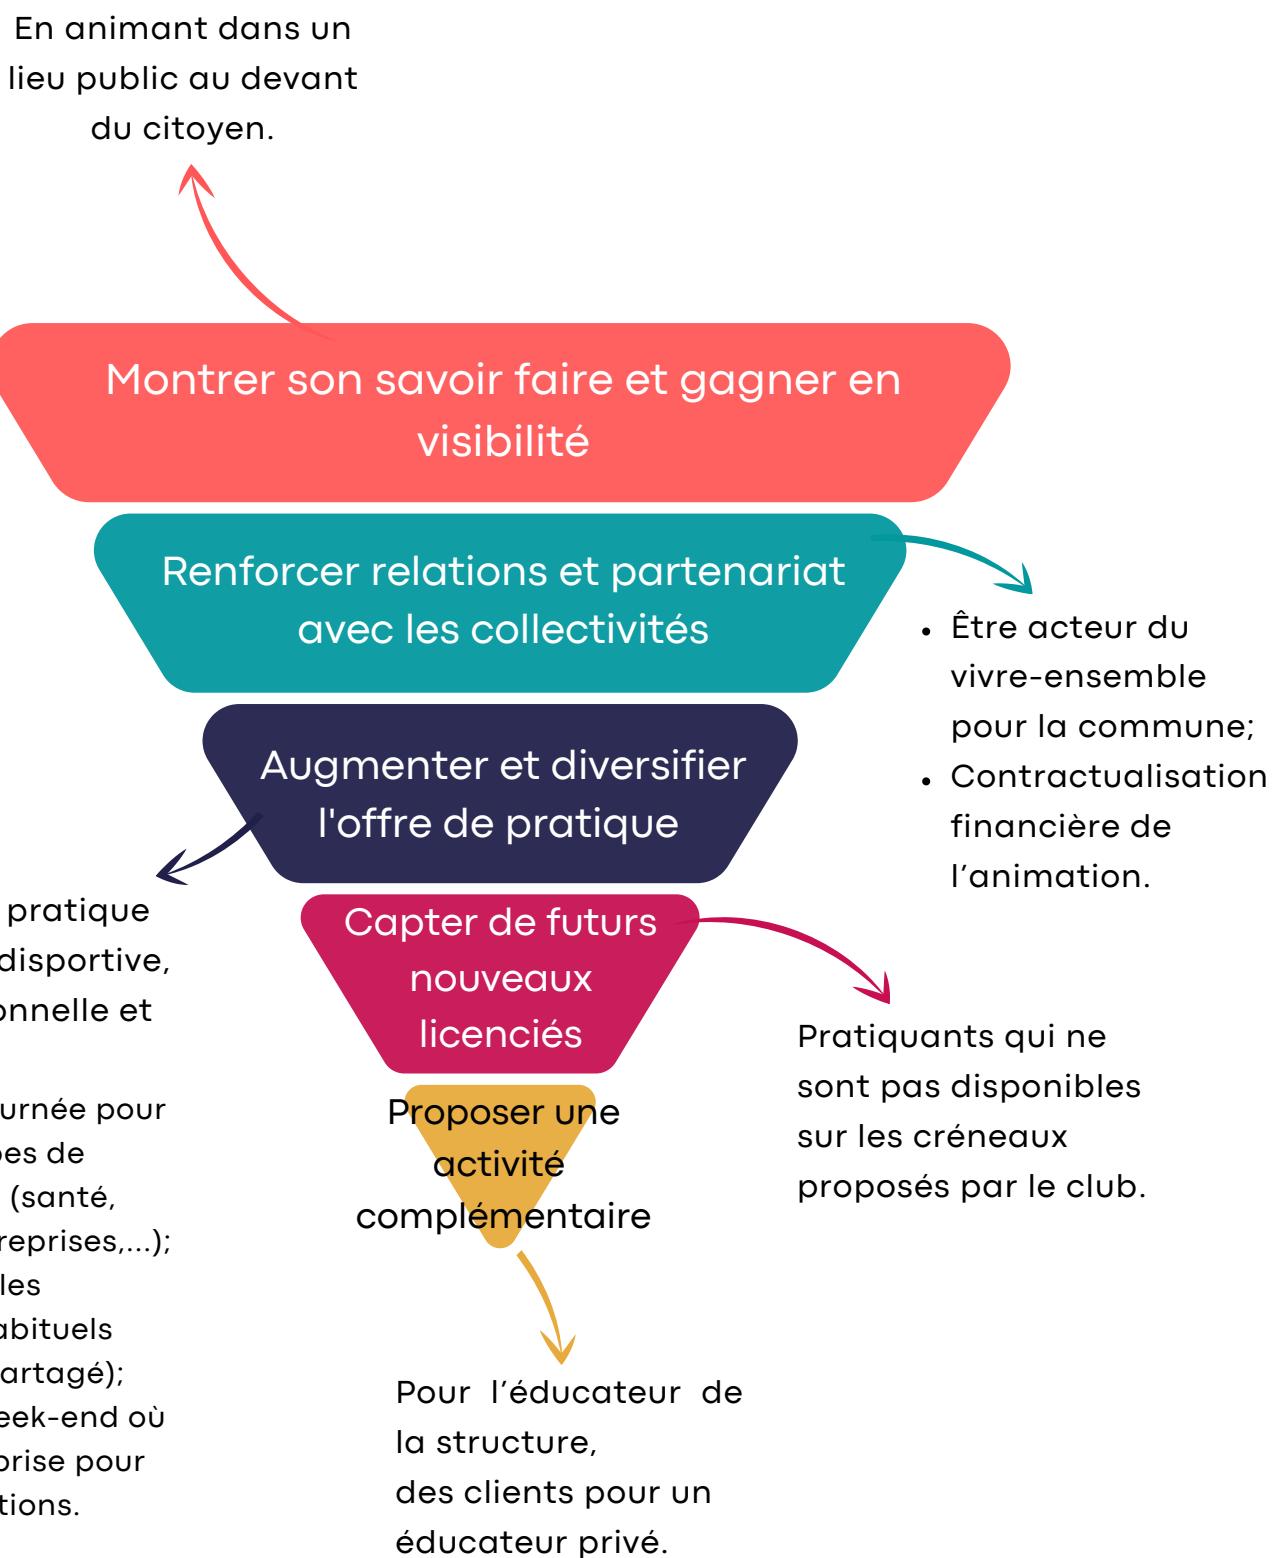 En animant dans un
lieu public au devant
du citoyen.
Montrer son savoir faire et gagner en
visibilité
Renforcer relations et partenariat
avec les collectivités
• Être acteur du
vivre-ensemble
pour la commune;
• Contractualisation
financière de
l'animation.
Augmenter et diversifier
l'offre de pratique
pratique
disportive,
onnelle et
urnée pour
es de
(santé,
reprises,...);
les
abituels
artagé);
eek-end où
prise pour
tions.
Capter de futurs
nouveaux
licenciés
Pratiquants qui ne
sont pas disponibles
sur les créneaux
proposés par le club.
Proposer une
activité
complémentaire
Pour l'éducateur de
la structure,
des clients pour un
éducateur privé.